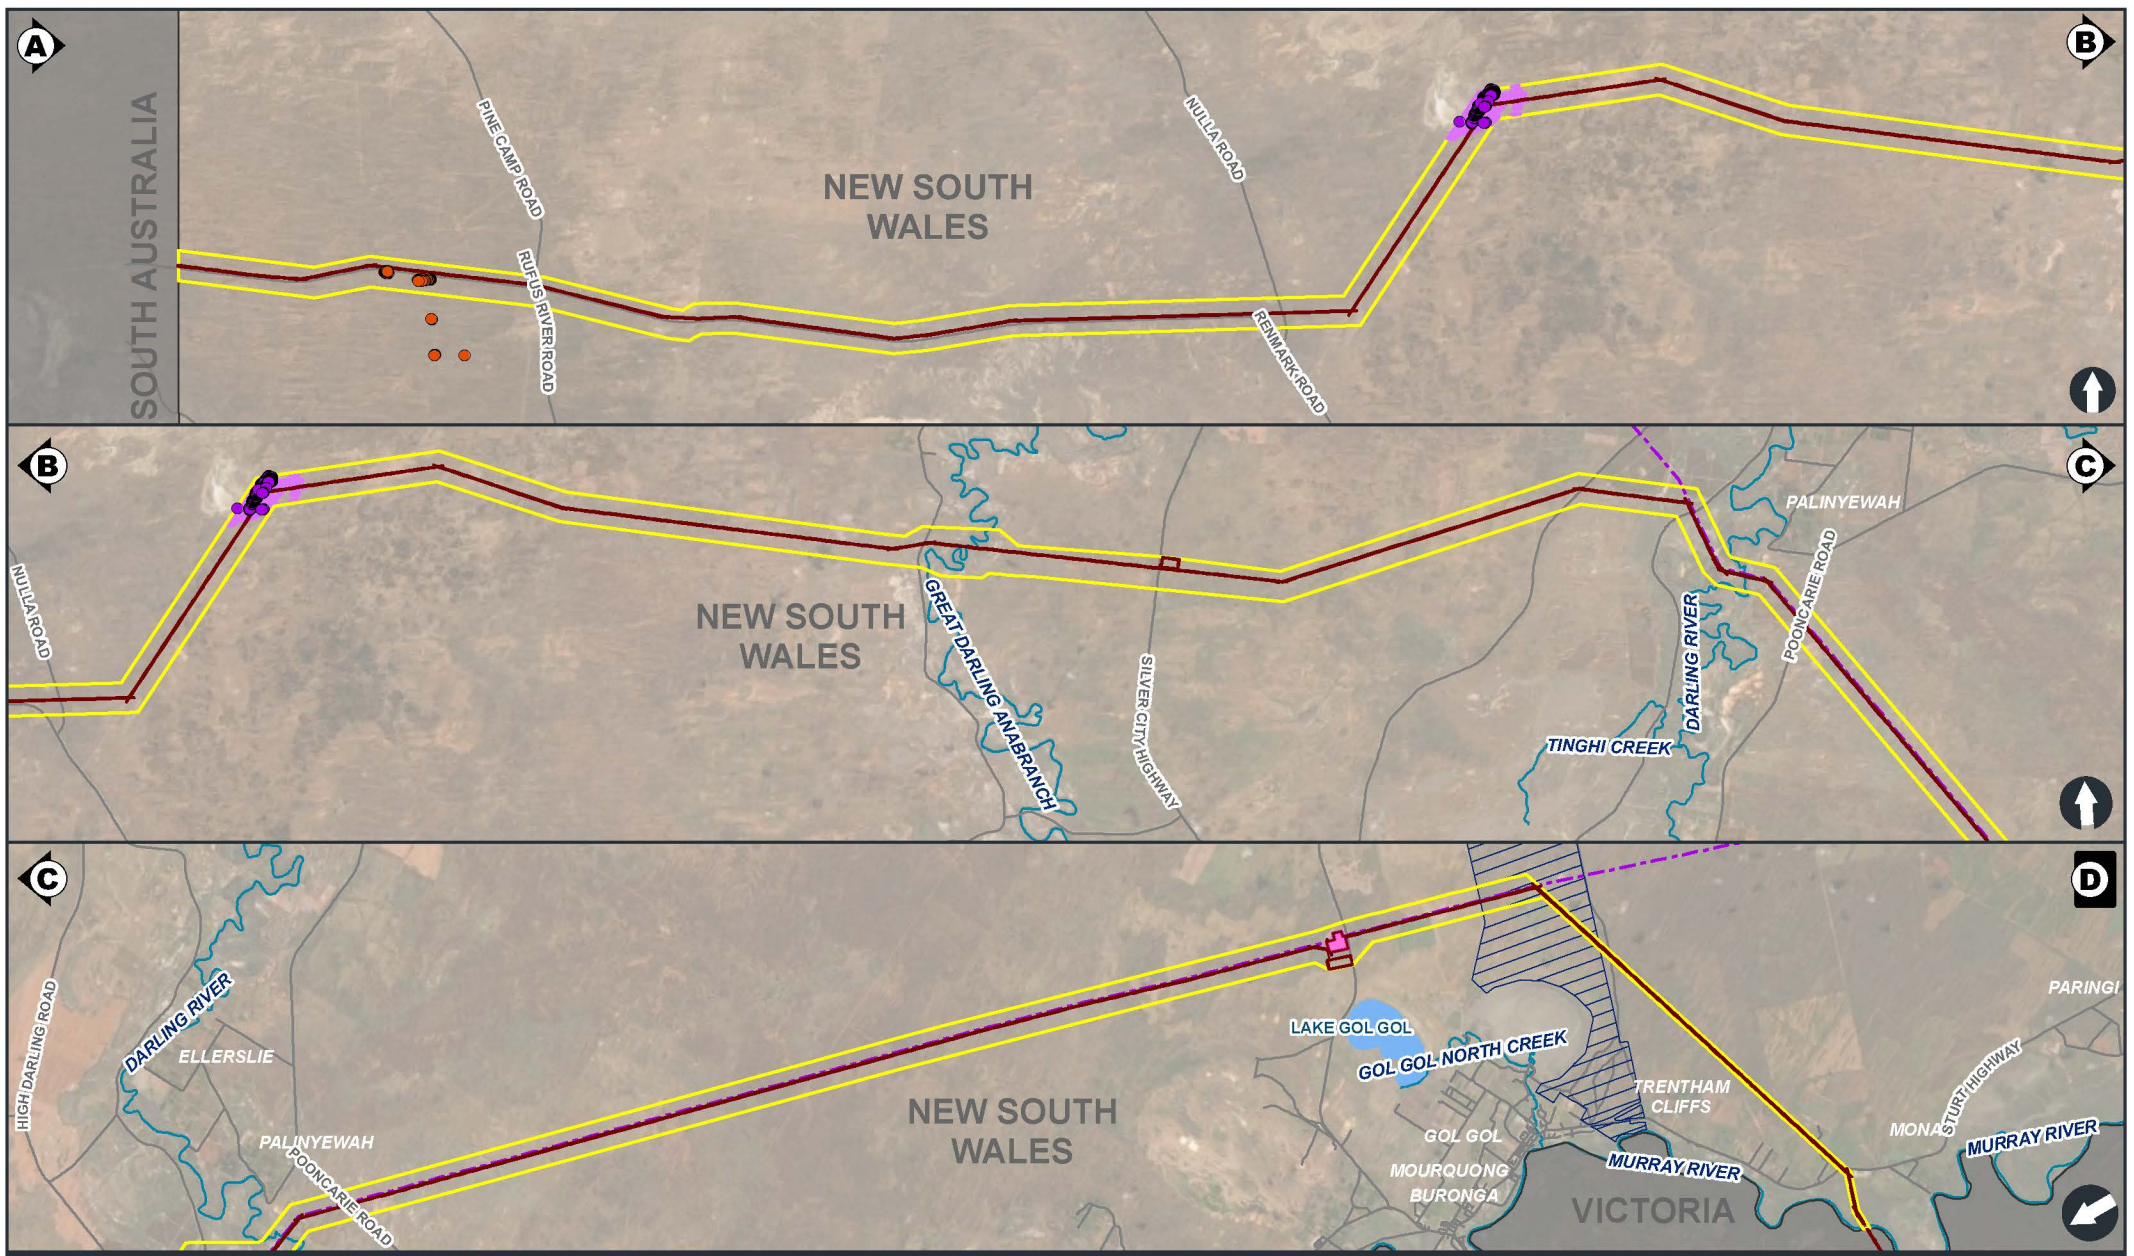 A
B
SOUTH AUSTRALIA
PINE CAMP ROAD
RUFUS RIVER ROAD
NEW SOUTH
WALES
NULLA ROAD
RENMARK ROAD
B
C
NULLA ROAD
NEW SOUTH
WALES
GREAT DARLING ANABRANCH
SILVER CITY HIGHWAY
TINGHI CREEK
DARLING RIVER
POONCARIE ROAD
PALINYEWAH
C
D
HIGH DARLING ROAD
DARLING RIVER
ELLERSLIE
PALINYEWAH
POONCARIE ROAD
NEW SOUTH
WALES
LAKE GOL GOL
GOL GOL NORTH CREEK
TRENTHAM
CLIFFS
GOL GOL
MOURQUONG
BURONGA
MURRAY RIVER
VICTORIA
PARINGI
STURT HIGHWAY
MONA
MURRAY RIVER